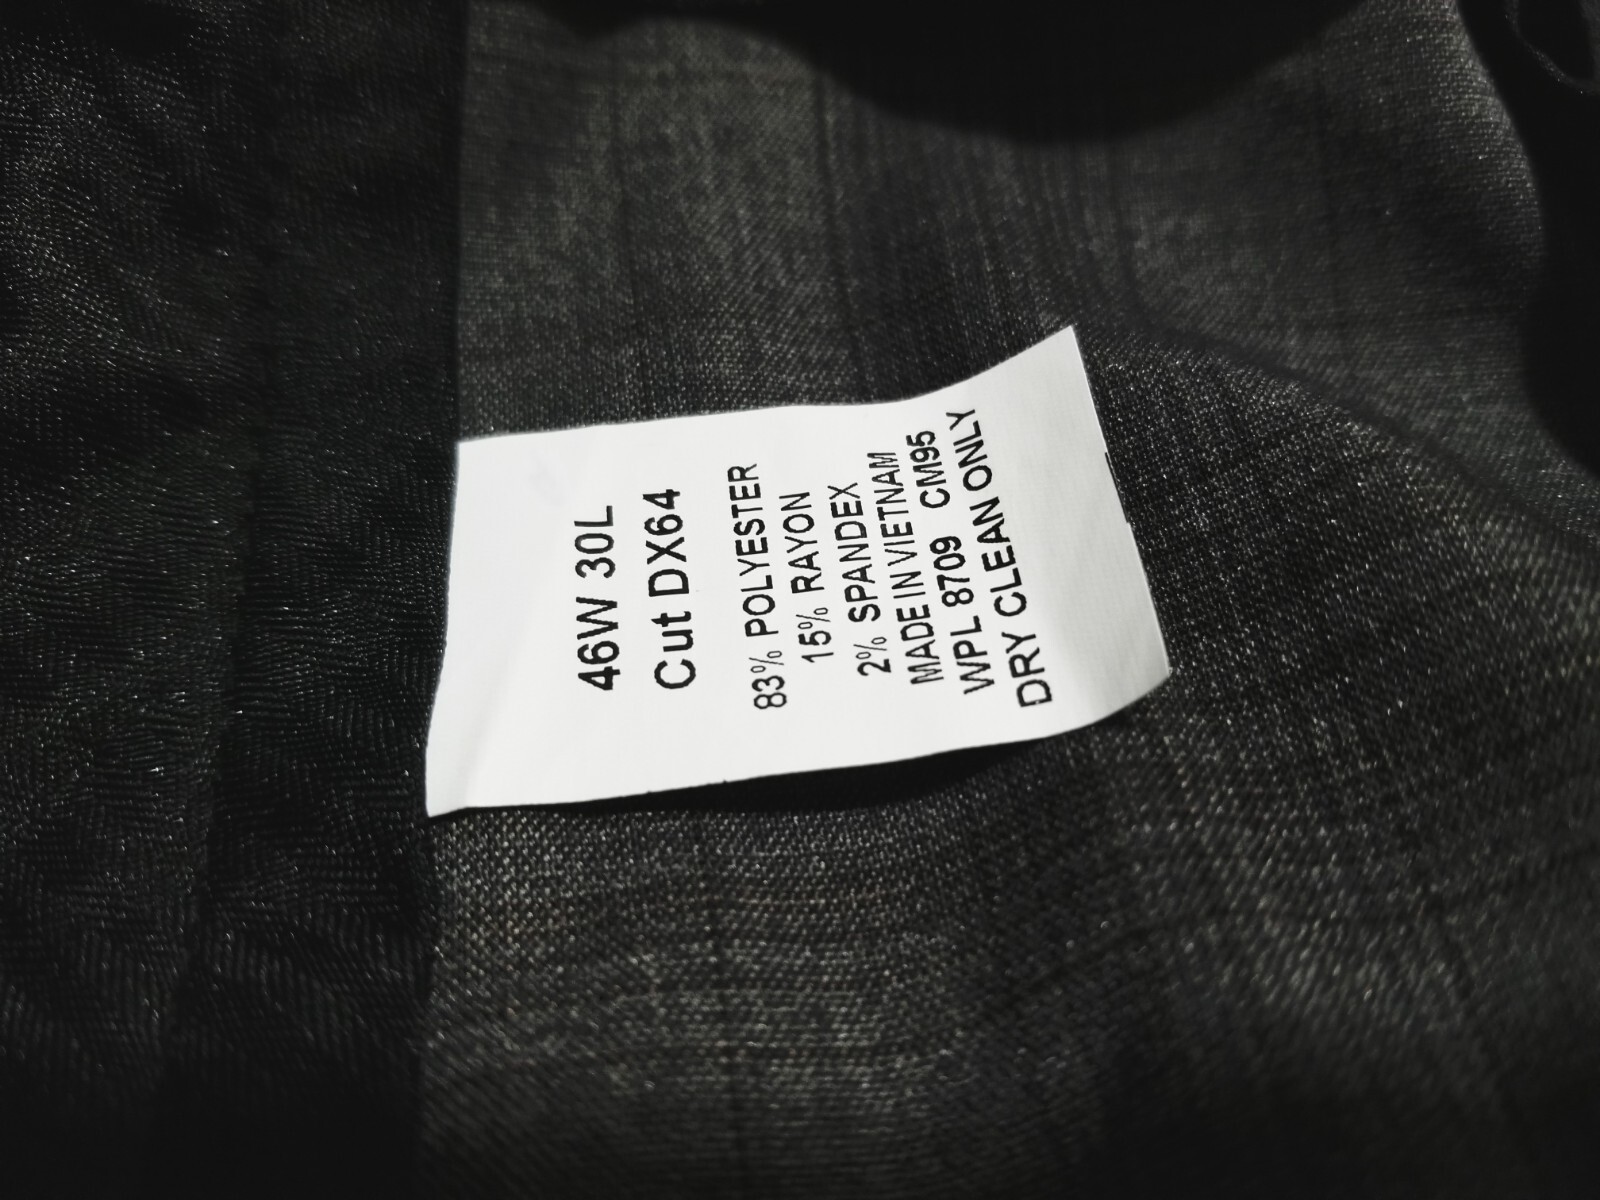 46W 30L
Cut DX64
83% POLYESTER
15% RAYON
2% SPANDEX
MADE IN VIETNAM
WPL 8709 CM95
DRY CLEAN ONLY